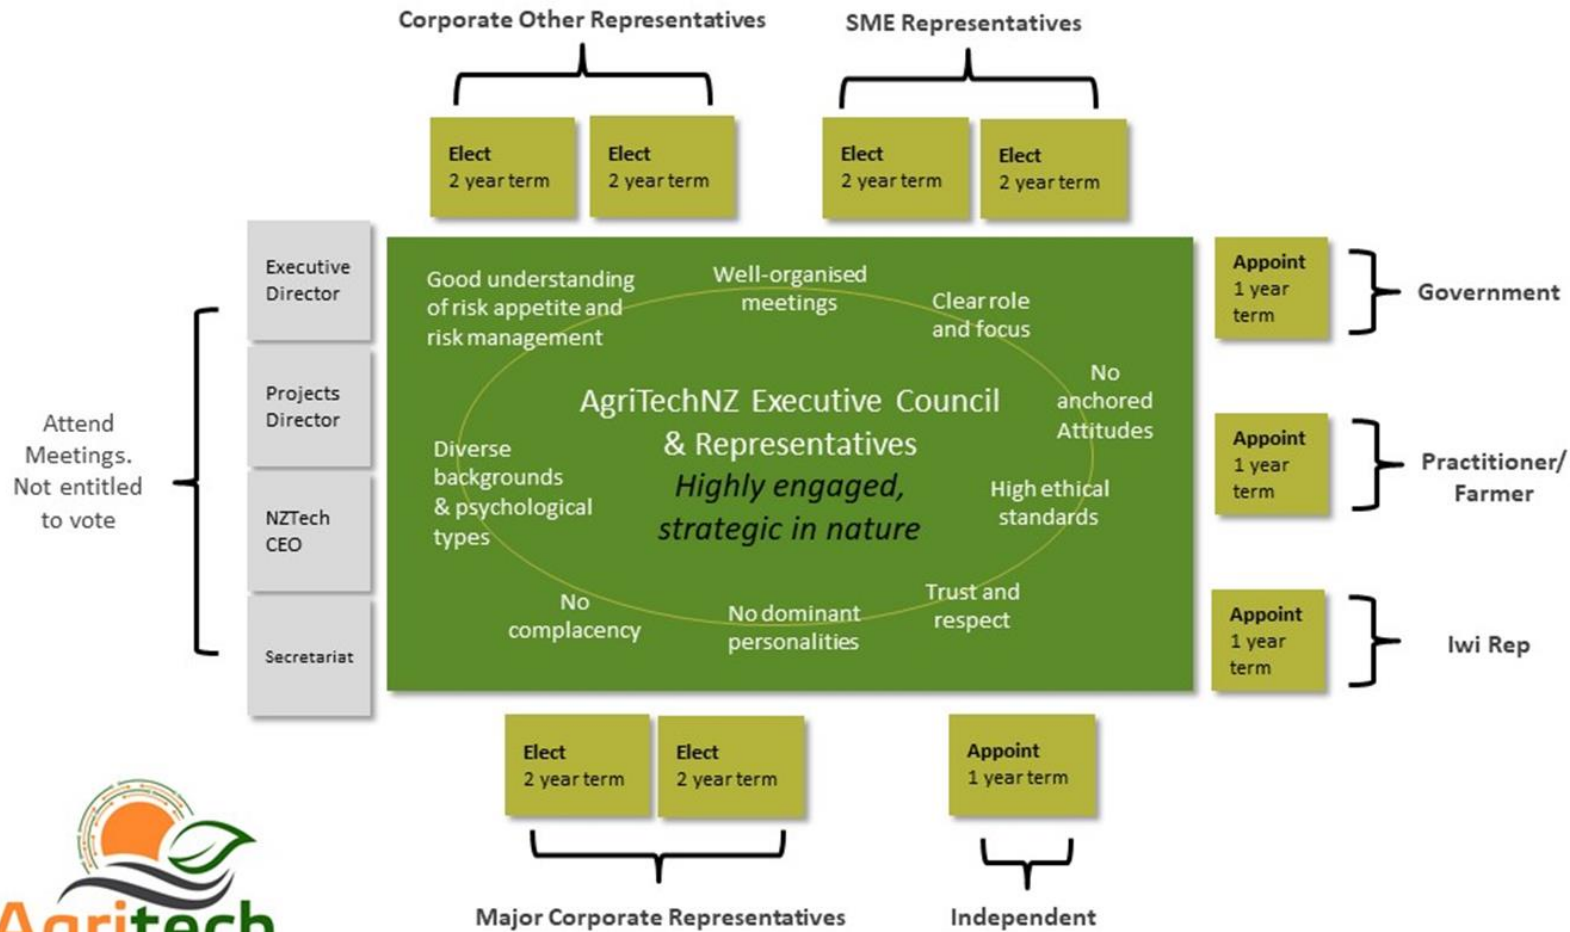 Corporate Other Representatives
SME Representatives
Elect
2 year term
Elect
2 year term
Elect
2 year term
Elect
2 year term
Attend
Meetings.
Not entitled
to vote
Executive
Director
Projects
Director
NZTech
CEO
Secretariat
Good understanding
of risk appetite and
risk management
Well-organised
meetings
Clear role
and focus
No
anchored
Attitudes
AgriTechNZ Executive Council
& Representatives
Highly engaged,
strategic in nature
Diverse
backgrounds
& psychological
types
High ethical
standards
No
complacency
No dominant
personalities
Trust and
respect
Appoint
1 year
term
Government
Appoint
1 year
term
Practitioner/
Farmer
Appoint
1 year
term
Iwi Rep
Elect
2 year term
Elect
2 year term
Appoint
1 year term
Major Corporate Representatives
Independent
Agritech